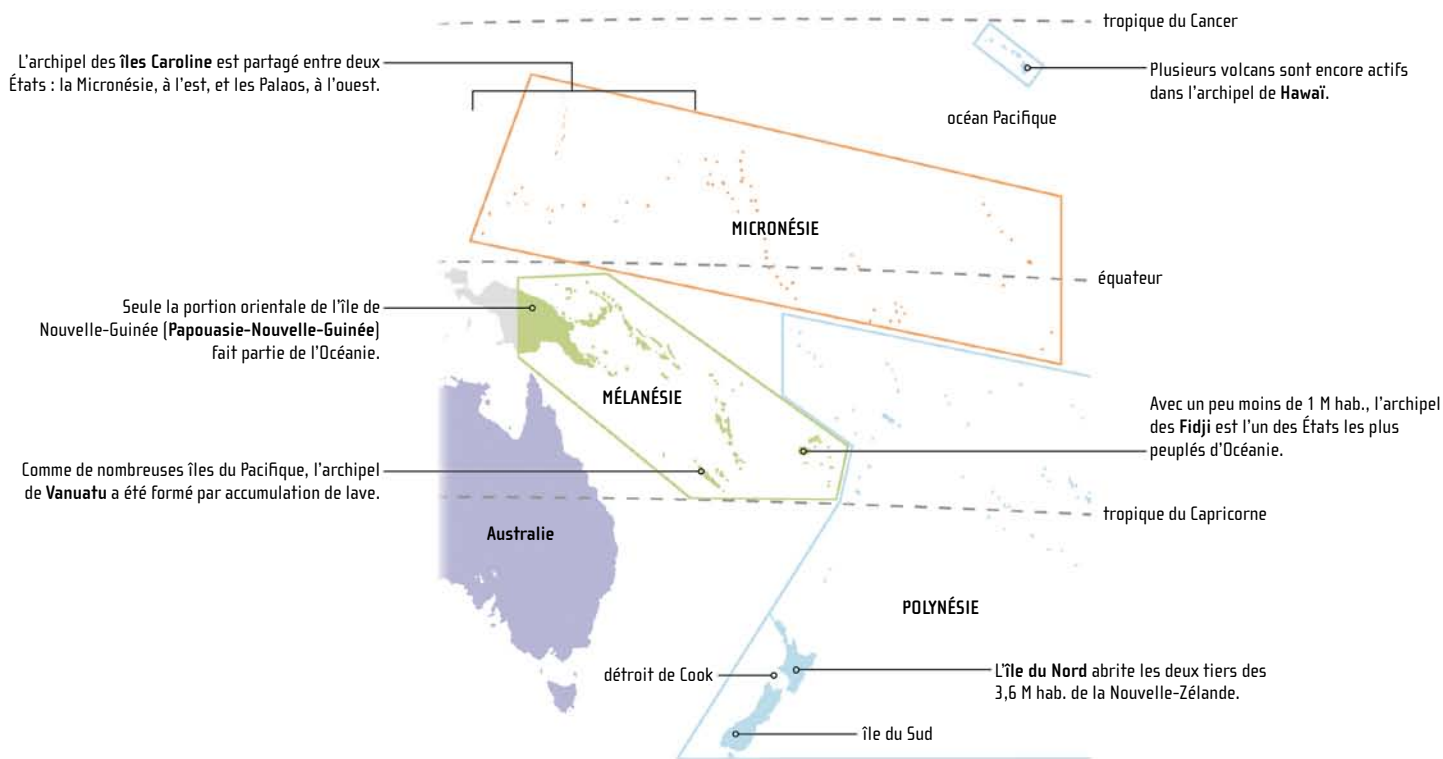 tropique du Cancer
L'archipel des îles Caroline est partagé entre deux
États : la Micronésie, à l'est, et les Palaos, à l'ouest.
Plusieurs volcans sont encore actifs
dans l'archipel de Hawaï.
océan Pacifique
MICRONÉSIE
équateur
Seule la portion orientale de l'île de
Nouvelle-Guinée (Papouasie-Nouvelle-Guinée)
fait partie de l'Océanie.
MÉLANÉSIE
Avec un peu moins de 1 M hab., l'archipel
des Fidji est l'un des États les plus
peuplés d'Océanie.
Comme de nombreuses îles du Pacifique, l'archipel
de Vanuatu a été formé par accumulation de lave.
tropique du Capricorne
Australie
POLYNÉSIE
détroit de Cook
L'île du Nord abrite les deux tiers des
3,6 M hab. de la Nouvelle-Zélande.
île du Sud